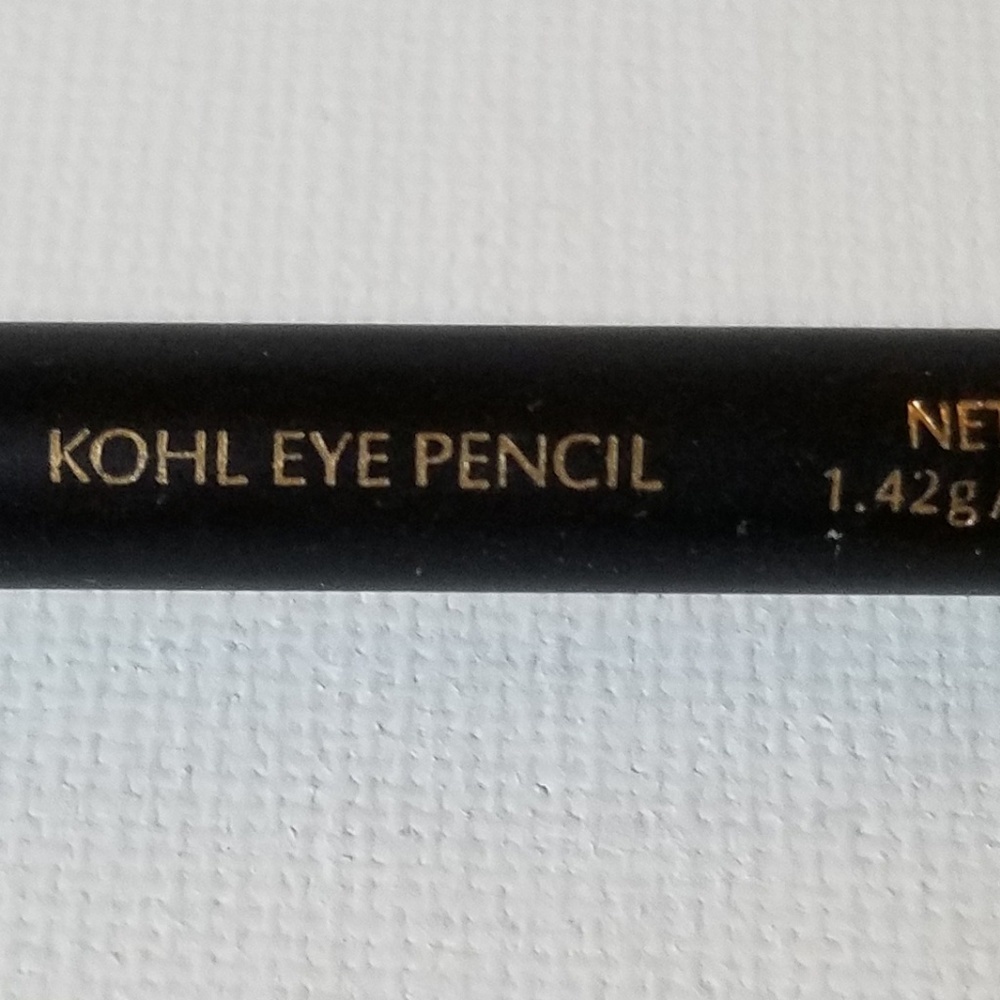 KOHL EYE PENCIL
NET
1.42g/